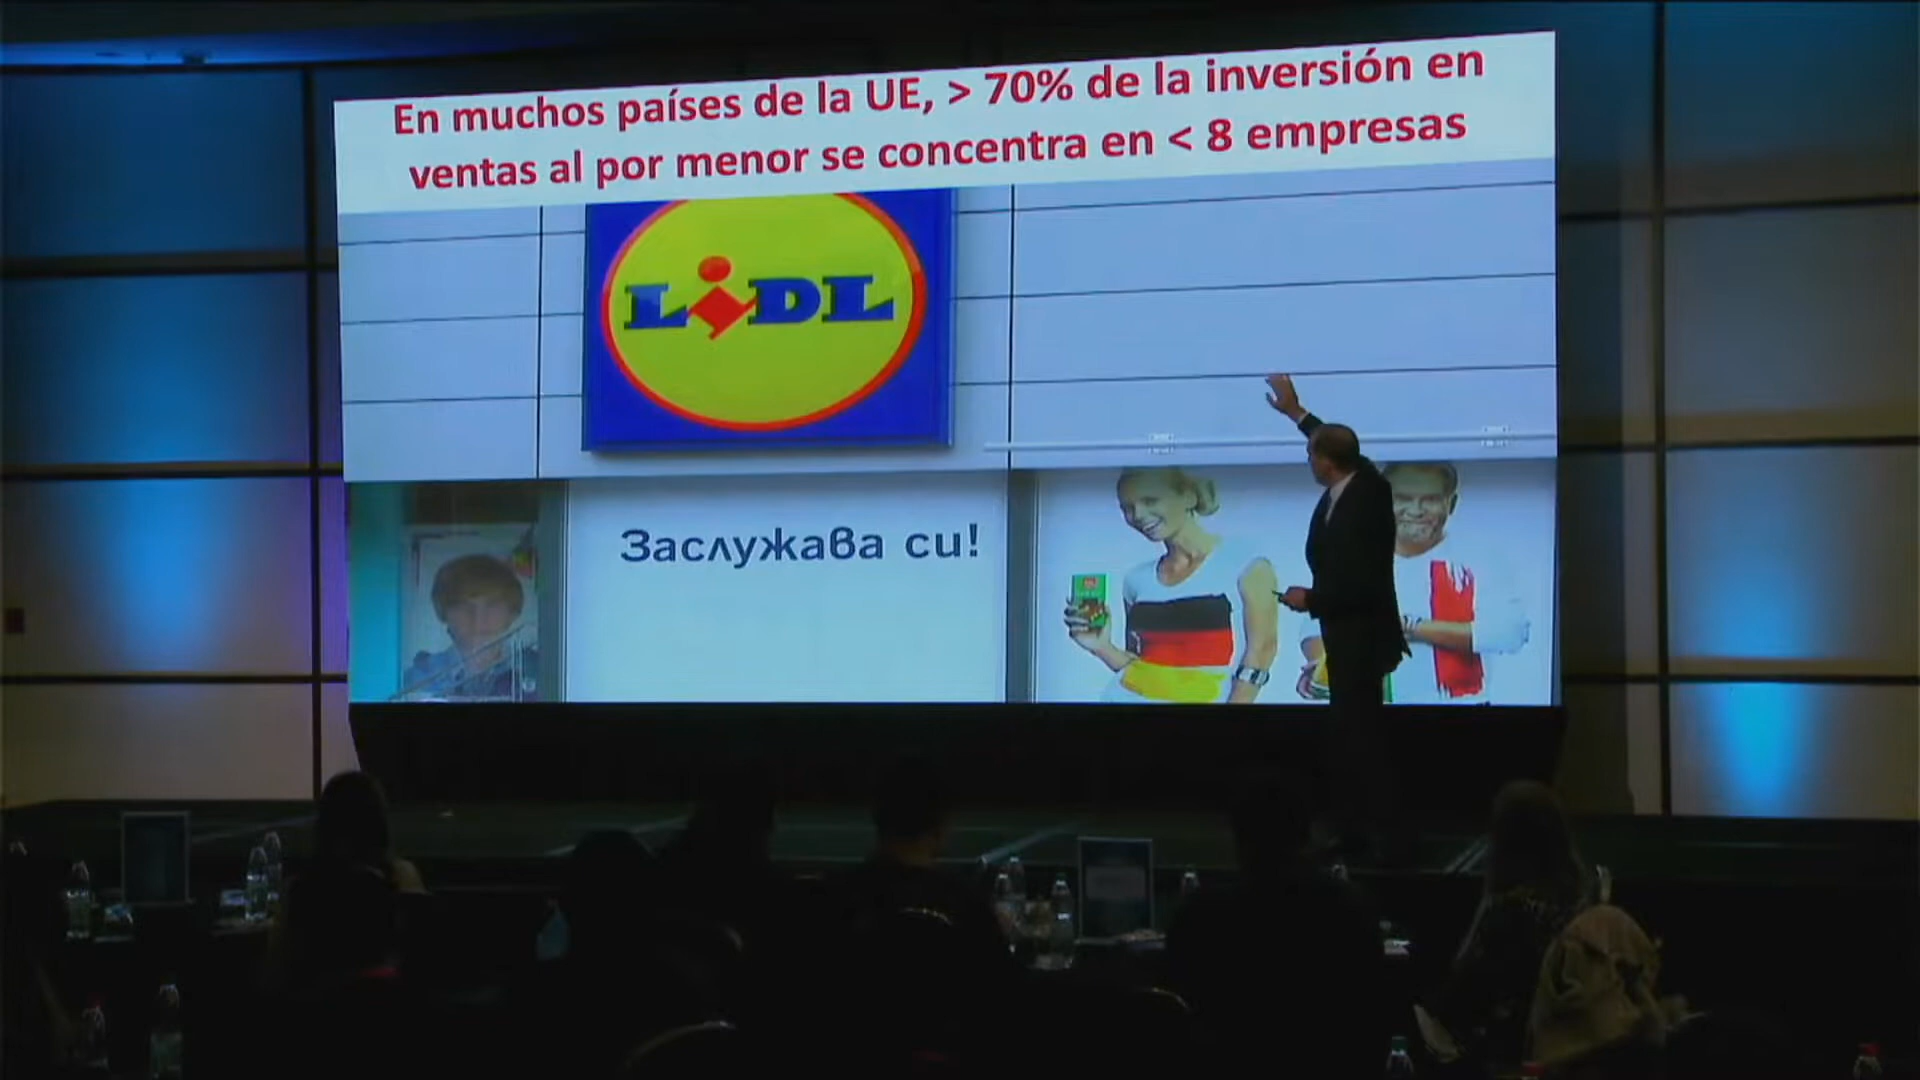 En muchos países de la UE, > 70% de la inversión en
ventas al por menor se concentra en < 8 empresas
LiDL
Заслужава си!